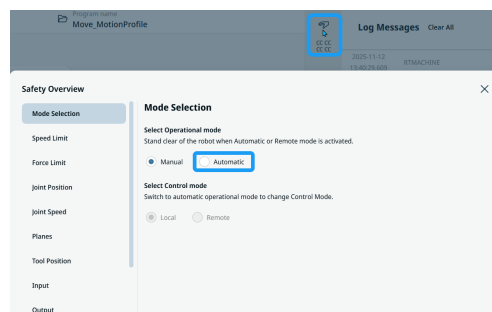 Program name
Move_MotionProfile
CC CC
CC CC
Log Messages Clear All
2025-11-12
13:40:25.609
RTMACHINE
Safety Overview
Mode Selection
Speed Limit
Force Limit
Joint Position
Joint Speed
Planes
Tool Position
Input
Output
Mode Selection
Select Operational mode
Stand clear of the robot when Automatic or Remote mode is activated.
Manual
Automatic
Select Control mode
Switch to automatic operational mode to change Control Mode.
Local
Remote